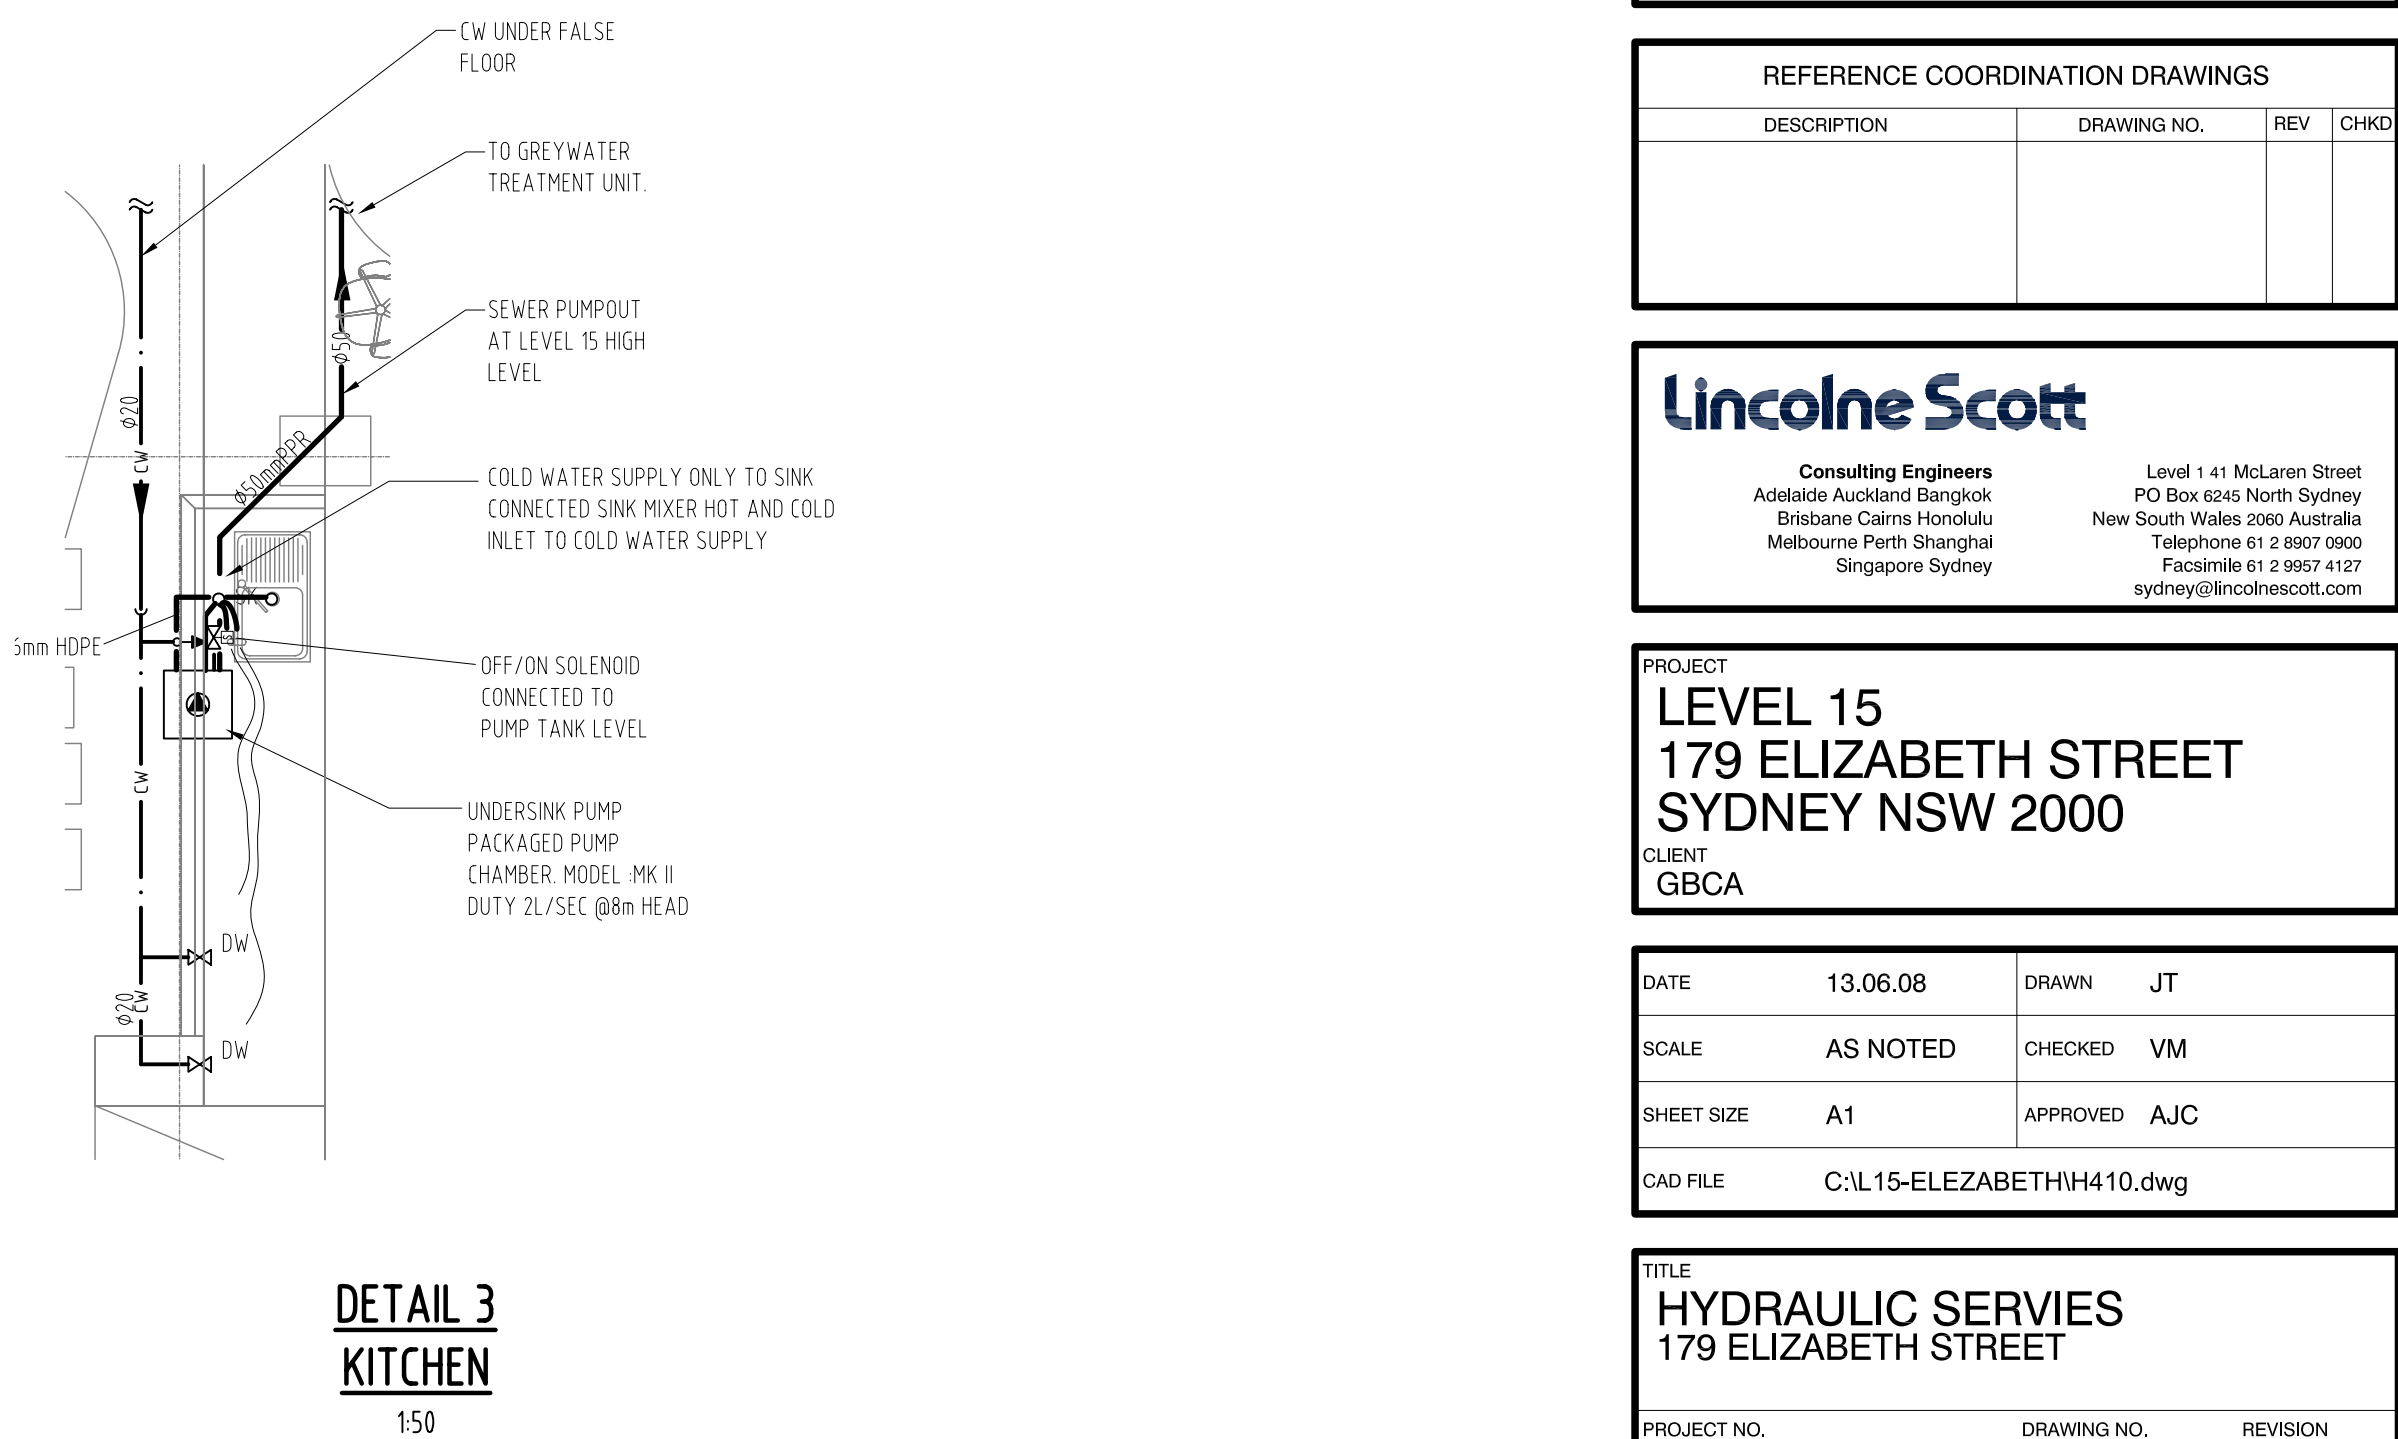 CW UNDER FALSE
FLOOR
TO GREYWATER
TREATMENT UNIT.
SEWER PUMPOUT
AT LEVEL 15 HIGH
LEVEL
ϕ50
ϕ20
CW
ϕ50mmPPR
COLD WATER SUPPLY ONLY TO SINK
CONNECTED SINK MIXER HOT AND COLD
INLET TO COLD WATER SUPPLY
mm HDPE
S
OFF/ON SOLENOID
CONNECTED TO
PUMP TANK LEVEL
CW
UNDERSINK PUMP
PACKAGED PUMP
CHAMBER. MODEL :MK II
DUTY 2L/SEC @8m HEAD
DW
ϕ20
CW
DW
DETAIL 3
KITCHEN
1:50
REFERENCE COORDINATION DRAWINGS
DESCRIPTION DRAWING NO. REV CHKD
Lincolne Scott
Consulting Engineers
Adelaide Auckland Bangkok
Brisbane Cairns Honolulu
Melbourne Perth Shanghai
Singapore Sydney
Level 1 41 McLaren Street
PO Box 6245 North Sydney
New South Wales 2060 Australia
Telephone 61 2 8907 0900
Facsimile 61 2 9957 4127
sydney@lincolnescott.com
PROJECT
LEVEL 15
179 ELIZABETH STREET
SYDNEY NSW 2000
CLIENT
GBCA
DATE 13.06.08 DRAWN JT
SCALE AS NOTED CHECKED VM
SHEET SIZE A1 APPROVED AJC
CAD FILE C:\L15-ELEZABETH\H410.dwg
TITLE
HYDRAULIC SERVIES
179 ELIZABETH STREET
PROJECT NO. DRAWING NO. REVISION